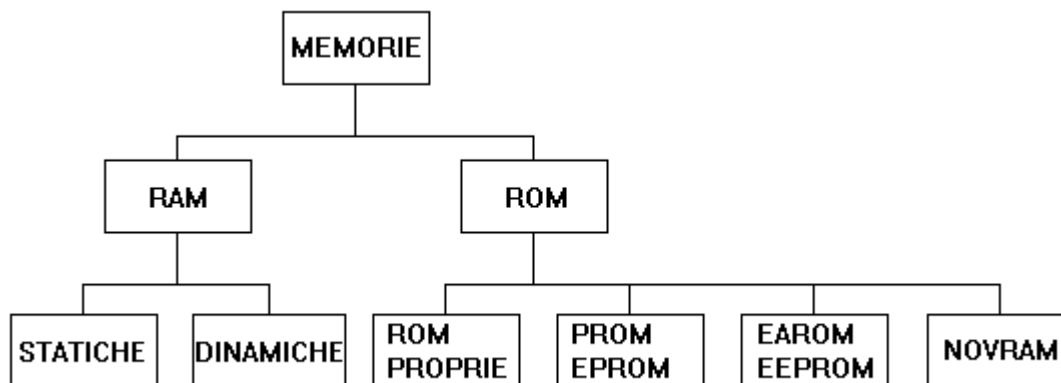 MEMORIE
RAM
ROM
STATICHE
DINAMICHE
ROM
PROPRIE
PROM
EPROM
EAROM
EEPROM
NOVRAM